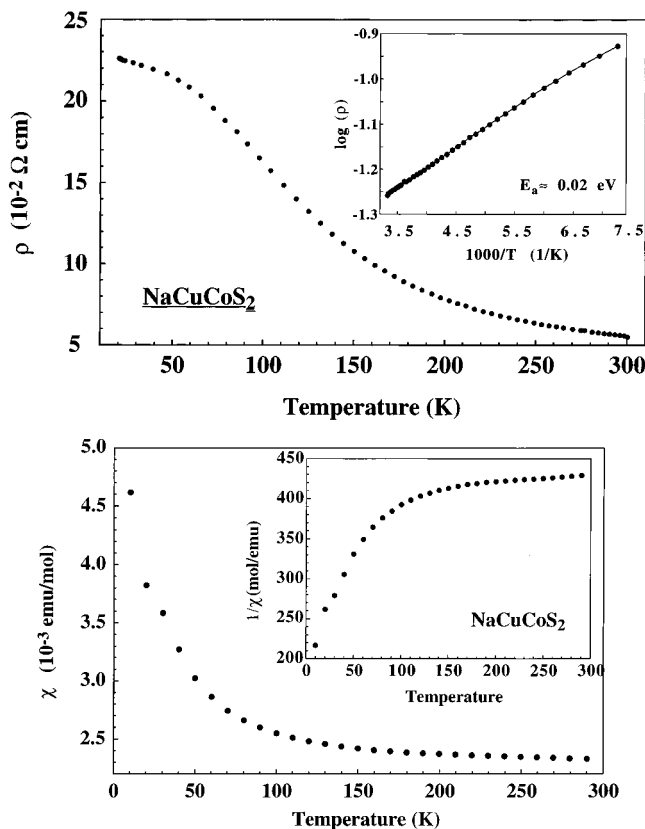 25
20
15
10
5
ρ (10⁻² Ω cm)
50 100 150 200 250 300
Temperature (K)
NaCuCoS₂
-0.9
-1.0
-1.1
-1.2
-1.3
log (ρ)
3.5 4.5 5.5 6.5 7.5
1000/T (1/K)
Eₐ≈ 0.02 eV
5.0
4.5
4.0
3.5
3.0
2.5
χ (10⁻³ emu/mol)
0 50 100 150 200 250 300
Temperature (K)
450
400
350
300
250
200
1/χ(mol/emu)
0 50 100 150 200 250 300
Temperature
NaCuCoS₂